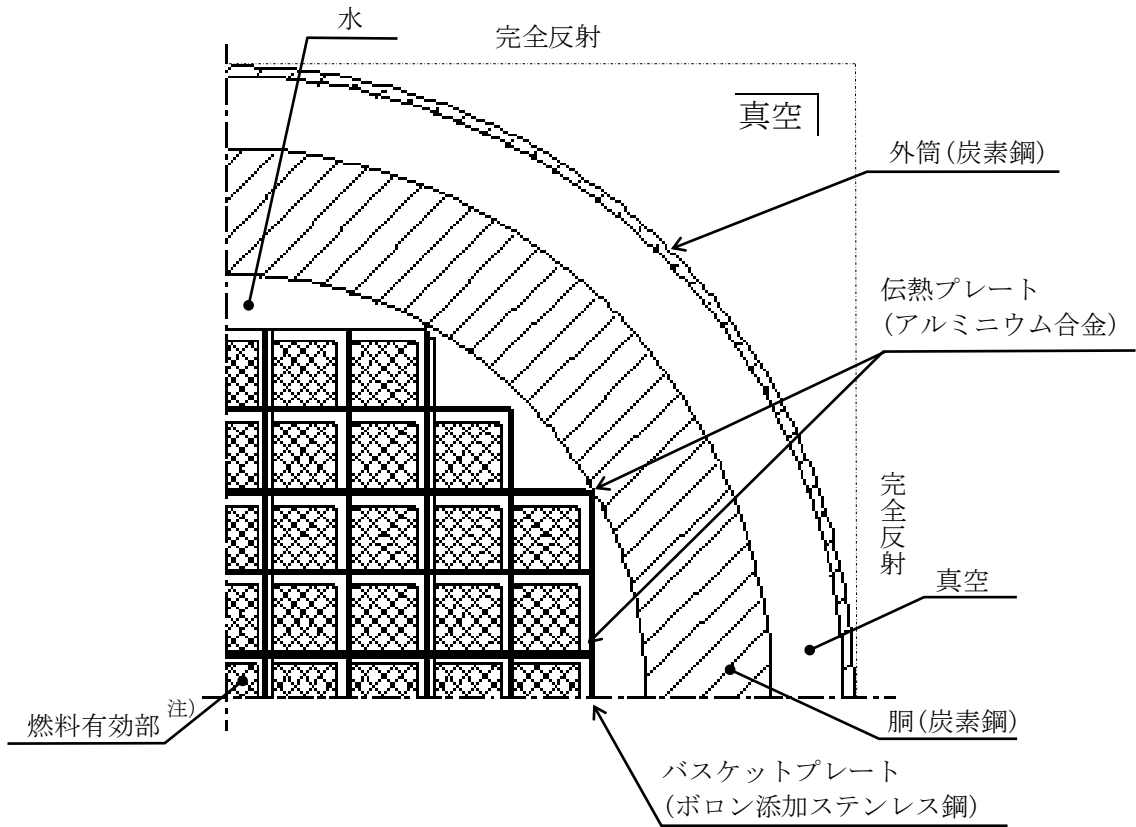 水
完全反射
真空
外筒(炭素鋼)
伝熱プレート
(アルミニウム合金)
完全反射
真空
燃料有効部 注)
胴(炭素鋼)
バスケットプレート
(ボロン添加ステンレス鋼)